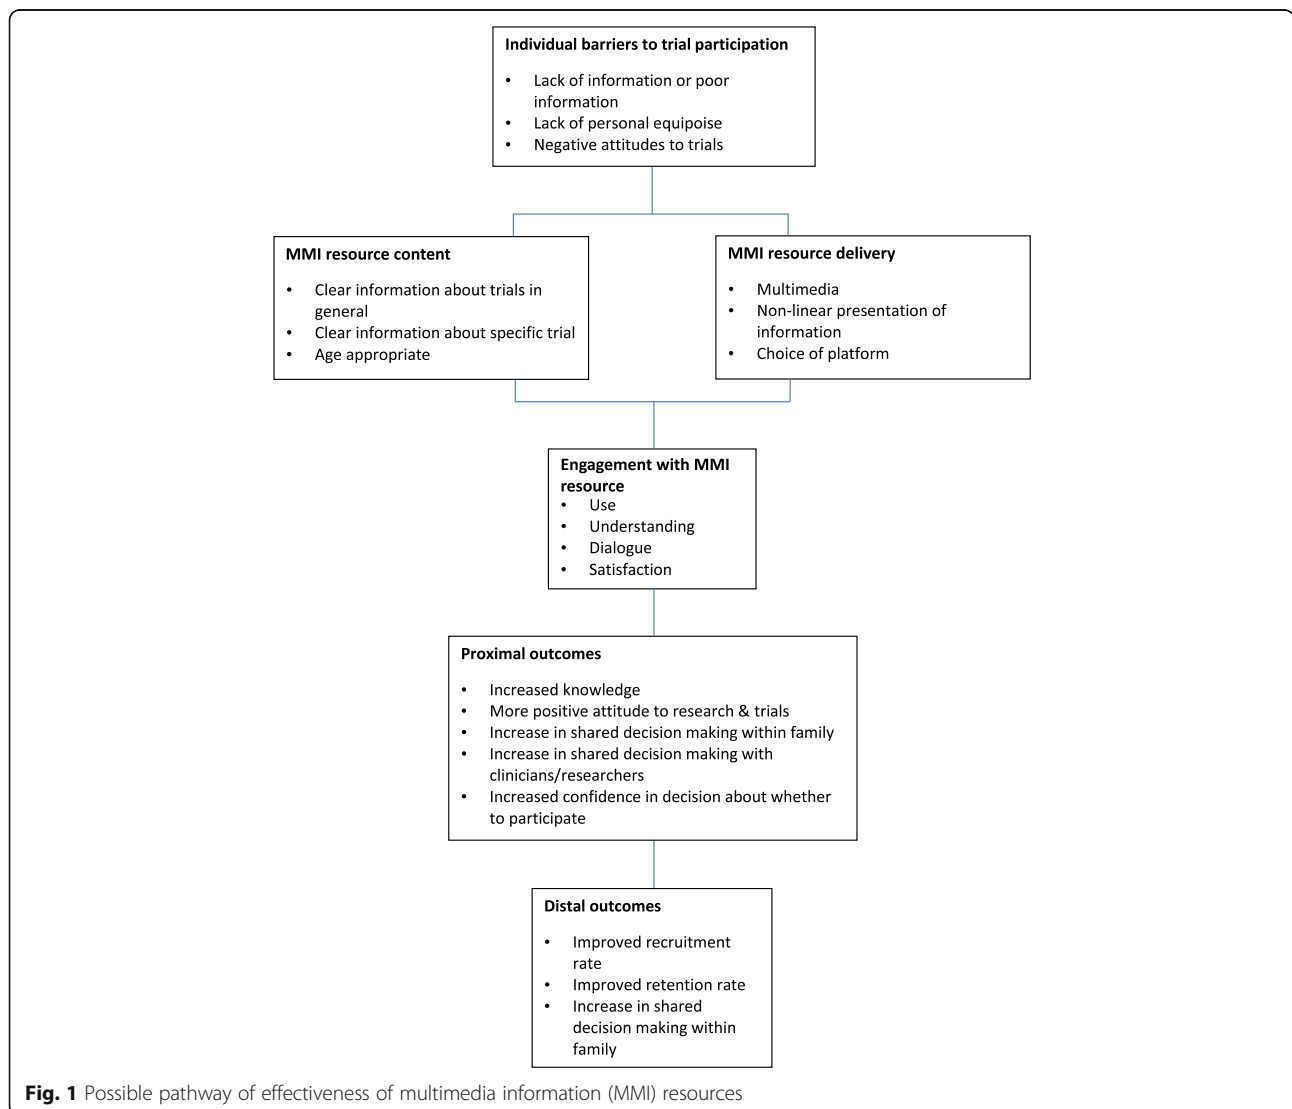 Individual barriers to trial participation
• Lack of information or poor
information
• Lack of personal equipoise
• Negative attitudes to trials
MMI resource content
• Clear information about trials in
general
• Clear information about specific trial
• Age appropriate
MMI resource delivery
• Multimedia
• Non-linear presentation of
information
• Choice of platform
Engagement with MMI
resource
• Use
• Understanding
• Dialogue
• Satisfaction
Proximal outcomes
• Increased knowledge
• More positive attitude to research & trials
• Increase in shared decision making within family
• Increase in shared decision making with
clinicians/researchers
• Increased confidence in decision about whether
to participate
Distal outcomes
• Improved recruitment
rate
• Improved retention rate
• Increase in shared
decision making within
family
Fig. 1 Possible pathway of effectiveness of multimedia information (MMI) resources